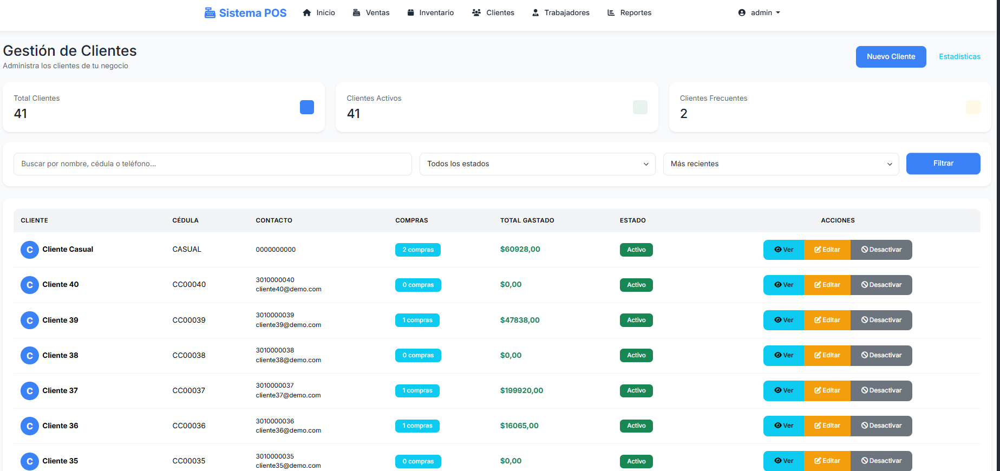 Sistema POS Inicio Ventas Inventario Clientes Trabajadores Reportes admin
Gestión de Clientes
Administra los clientes de tu negocio
Nuevo Cliente Estadísticas
Total Clientes
41
Clientes Activos
41
Clientes Frecuentes
2
Buscar por nombre, cédula o teléfono... Todos los estados Más recientes Filtrar
CLIENTE CÉDULA CONTACTO COMPRAS TOTAL GASTADO ESTADO ACCIONES
C Cliente Casual CASUAL 0000000000 2 compras $60928,00 Activo Ver Editar Desactivar
C Cliente 40 CC00040 3010000040 cliente40@demo.com 0 compras $0,00 Activo Ver Editar Desactivar
C Cliente 39 CC00039 3010000039 cliente39@demo.com 1 compras $47838,00 Activo Ver Editar Desactivar
C Cliente 38 CC00038 3010000038 cliente38@demo.com 0 compras $0,00 Activo Ver Editar Desactivar
C Cliente 37 CC00037 3010000037 cliente37@demo.com 1 compras $199920,00 Activo Ver Editar Desactivar
C Cliente 36 CC00036 3010000036 cliente36@demo.com 1 compras $16065,00 Activo Ver Editar Desactivar
C Cliente 35 CC00035 3010000035 cliente35@demo.com 0 compras $0,00 Activo Ver Editar Desactivar